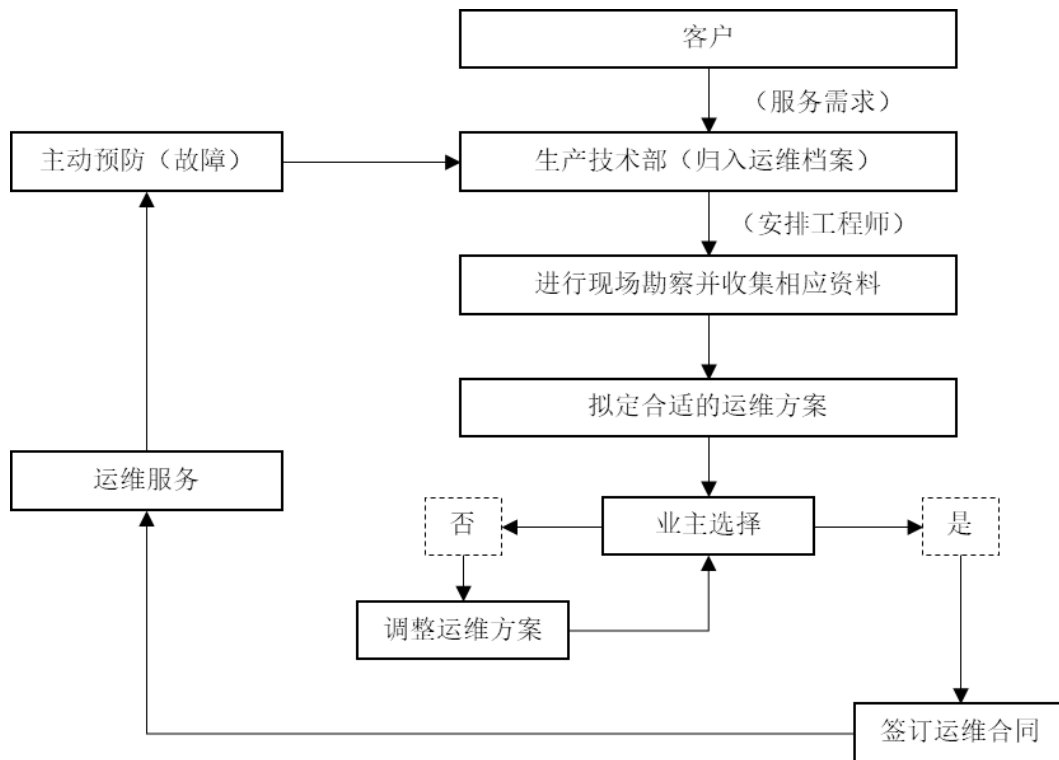 客户
（服务需求）
主动预防（故障）
生产技术部（归入运维档案）
（安排工程师）
进行现场勘察并收集相应资料
拟定合适的运维方案
运维服务
否
业主选择
是
调整运维方案
签订运维合同